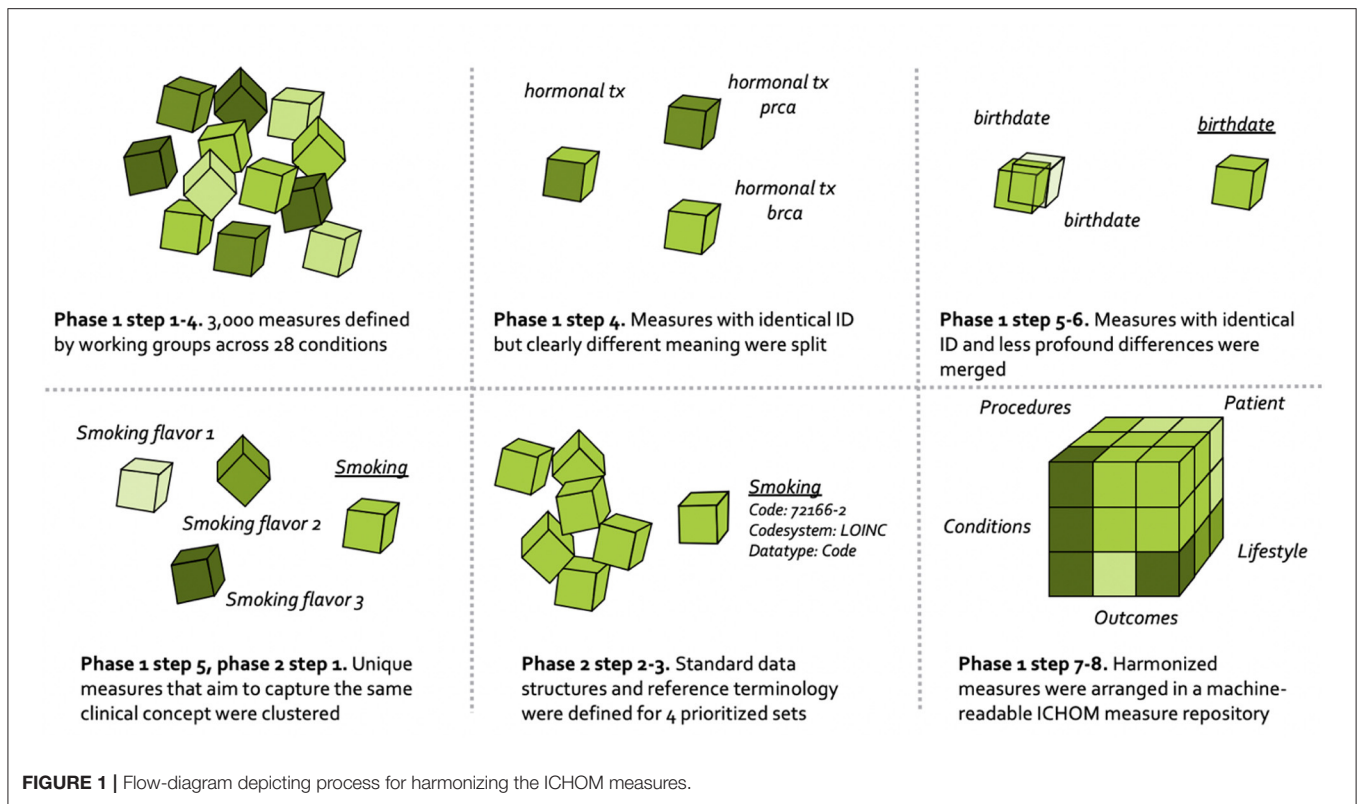 hormonal tx
hormonal tx
prca
hormonal tx
brca
birthdate
birthdate
birthdate
Phase 1 step 1-4. 3,000 measures defined
by working groups across 28 conditions
Phase 1 step 4. Measures with identical ID
but clearly different meaning were split
Phase 1 step 5-6. Measures with identical
ID and less profound differences were
merged
Smoking flavor 1
Smoking flavor 2
Smoking flavor 3
Smoking
Smoking
Code: 72166-2
Codesystem: LOINC
Datatype: Code
Procedures
Patient
Conditions
Lifestyle
Outcomes
Phase 1 step 5, phase 2 step 1. Unique
measures that aim to capture the same
clinical concept were clustered
Phase 2 step 2-3. Standard data
structures and reference terminology
were defined for 4 prioritized sets
Phase 1 step 7-8. Harmonized
measures were arranged in a machine-
readable ICHOM measure repository
FIGURE 1 | Flow-diagram depicting process for harmonizing the ICHOM measures.